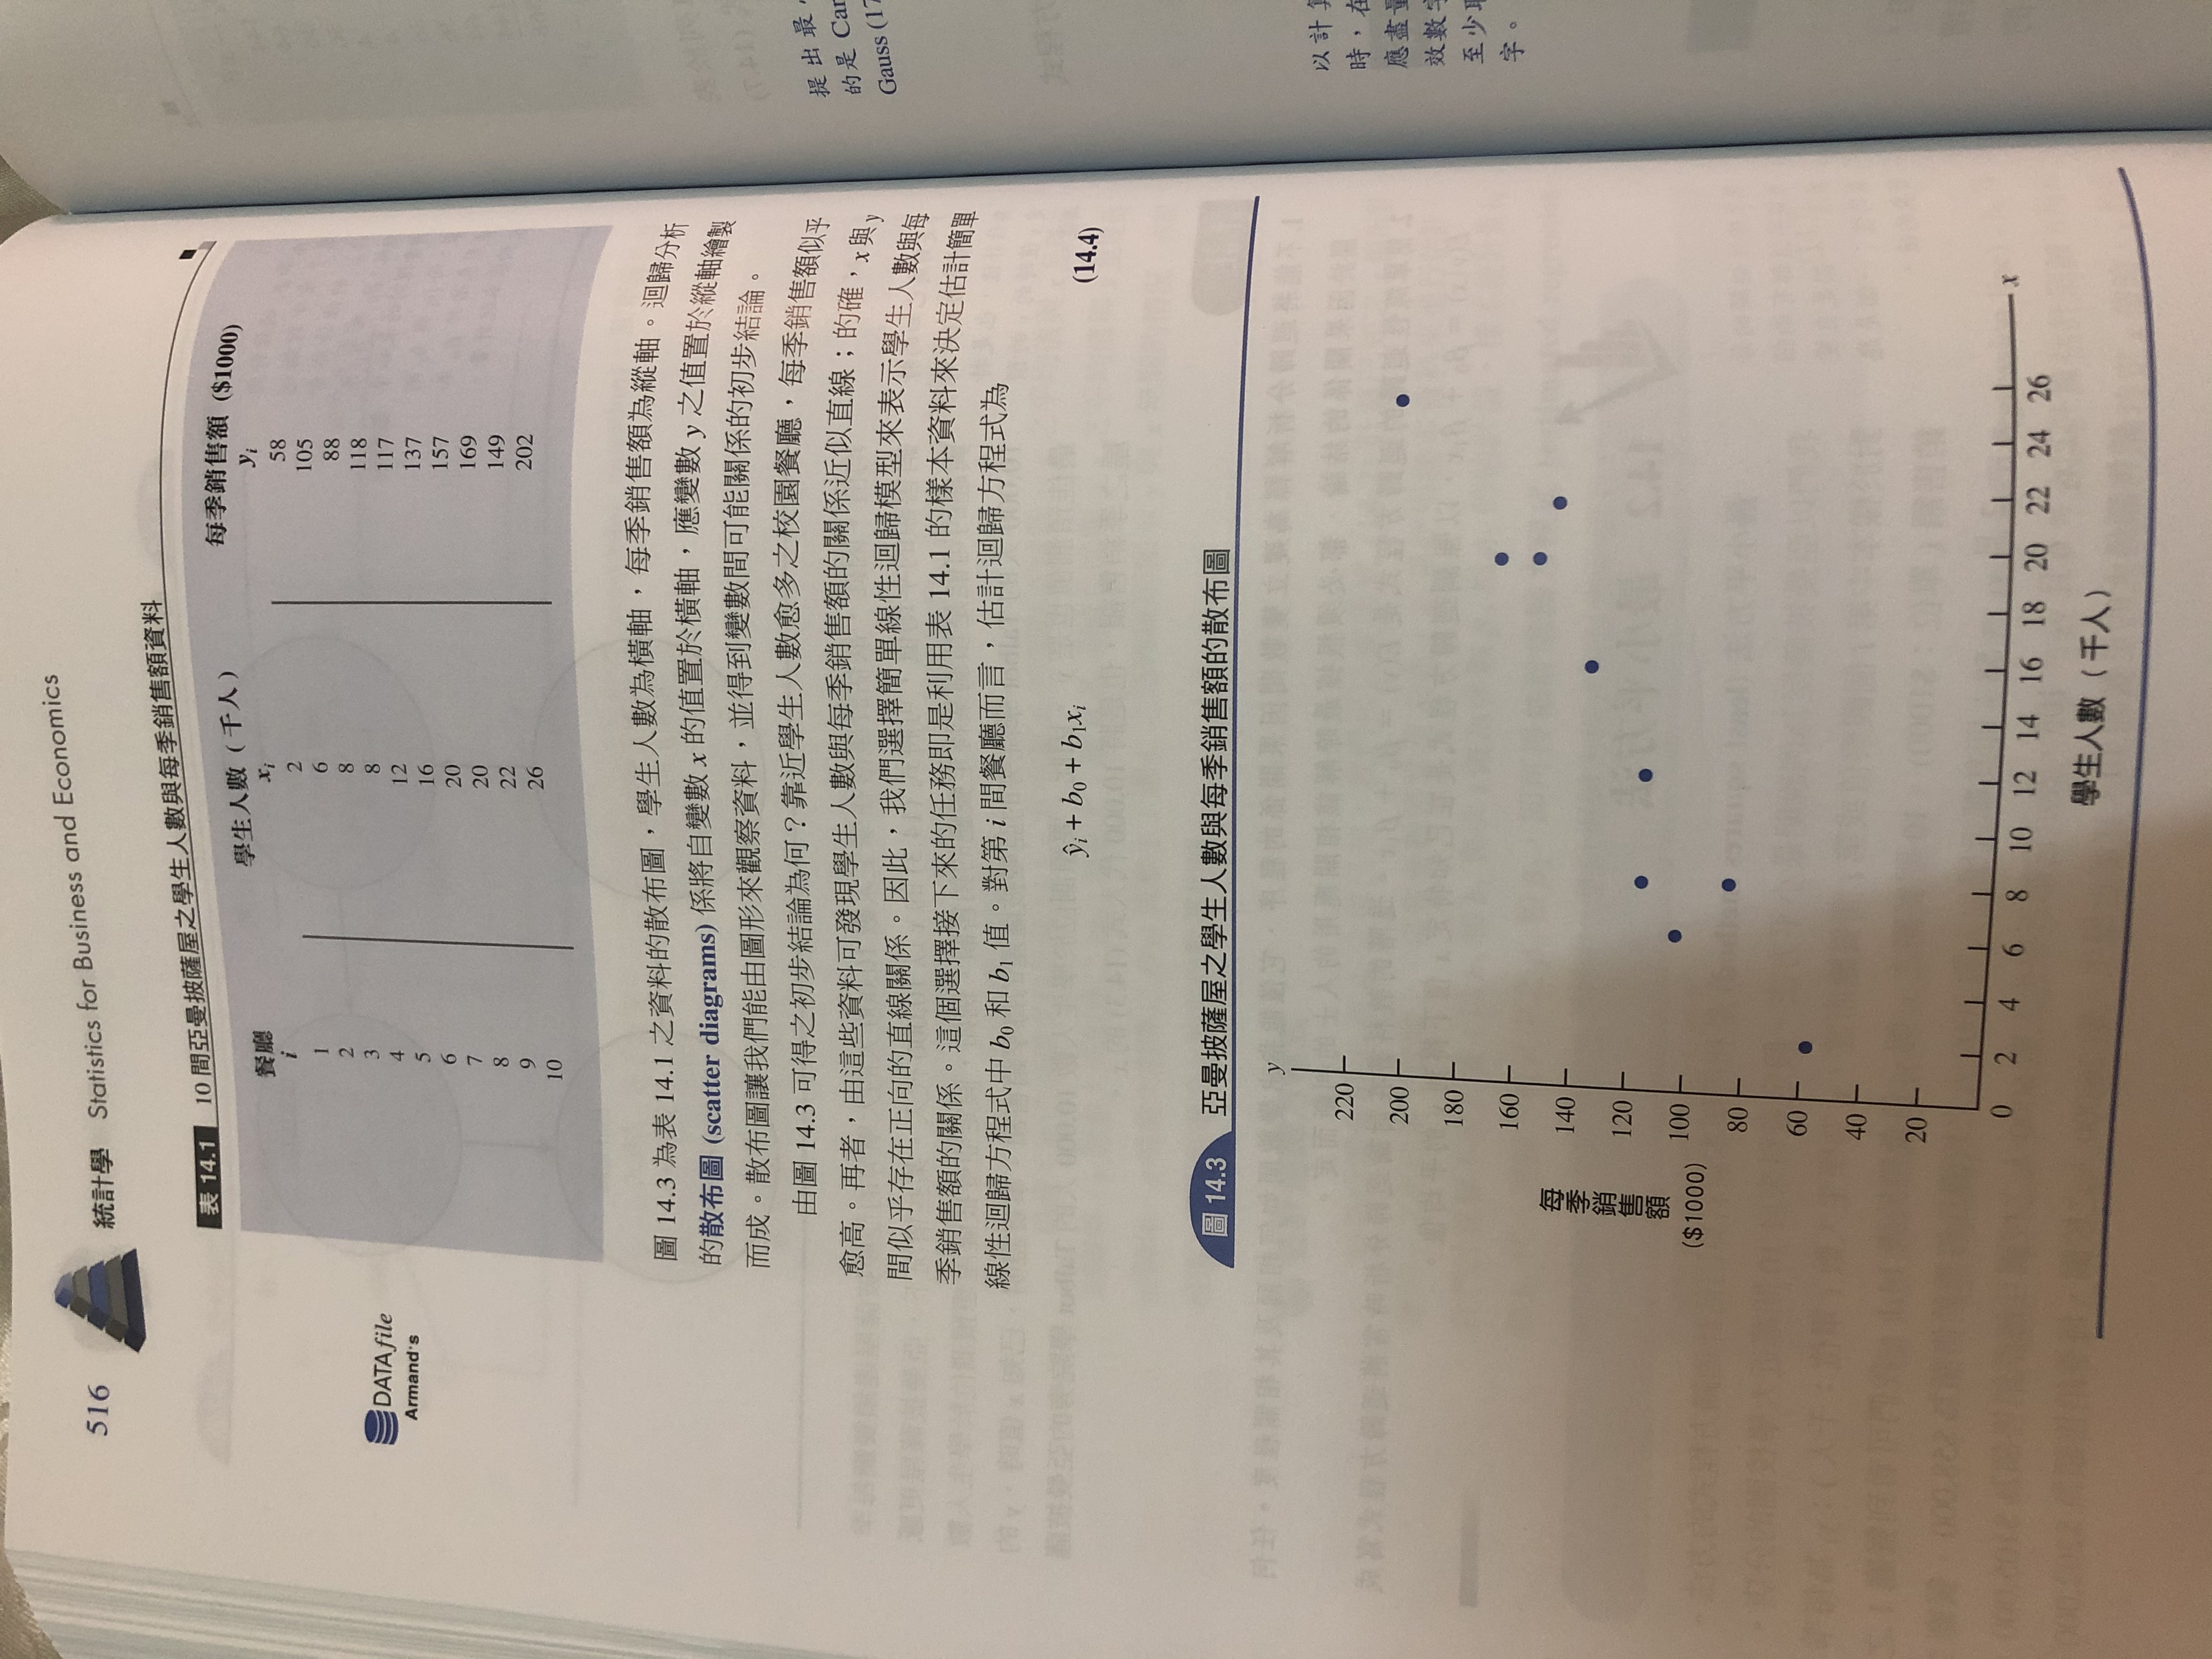 516
統計學 Statistics for Business and Economics
表 14.1 10 間亞曼披薩屋之學生人數與每季銷售額資料
餐廳 學生人數（千人） 每季銷售額 ($1000)
i xi yi
1 2 58
2 6 105
3 8 88
4 8 118
5 12 117
6 16 137
7 20 157
8 20 169
9 22 149
10 26 202
DATAfile
Armand's
圖 14.3 為表 14.1 之資料的散布圖，學生人數為橫軸，每季銷售額為縱軸。迴歸分析
的散布圖 (scatter diagrams) 係將自變數 x 的值置於橫軸，應變數 y 之值置於縱軸繪製
而成。散布圖讓我們能由圖形來觀察資料，並得到變數間可能關係的初步結論。
由圖 14.3 可得之初步結論為何？靠近學生人數愈多之校園餐廳，每季銷售額似乎
愈高。再者，由這些資料可發現學生人數與每季銷售額的關係近似直線；的確，x 與 y
間似乎存在正向的直線關係。因此，我們選擇簡單線性迴歸模型來表示學生人數與每
季銷售額的關係。這個選擇接下來的任務即是利用表 14.1 的樣本資料來決定估計簡單
線性迴歸方程式中 b0 和 b1 值。對第 i 間餐廳而言，估計迴歸方程式為
ŷi + b0 + b1xi (14.4)
圖 14.3 亞曼披薩屋之學生人數與每季銷售額的散布圖
y
220
200
180
160
140
120
100
80
60
40
20
每季銷售額
($1000)
0 2 4 6 8 10 12 14 16 18 20 22 24 26 x
學生人數（千人）
提出最
的是 Car
Gauss (17
以計算
時，在
應盡量
效數字
至少取
字。